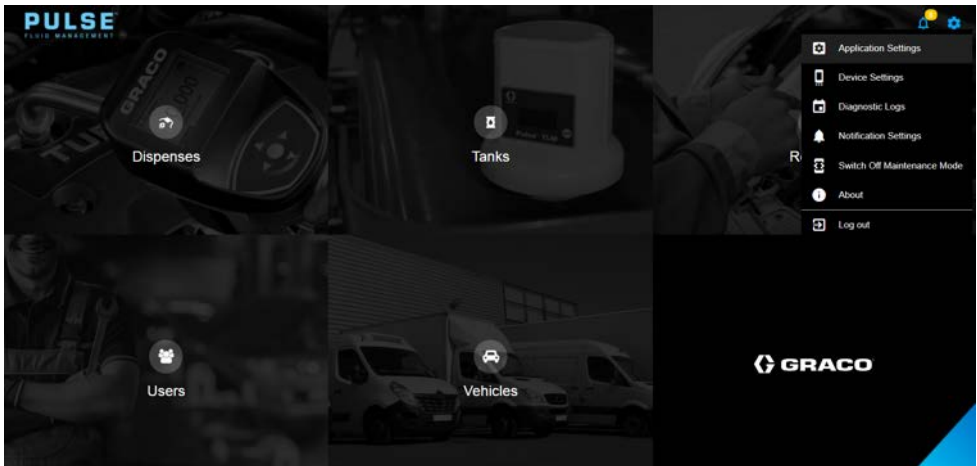 PULSE
FLUID MANAGEMENT
Application Settings
Device Settings
Diagnostic Logs
Notification Settings
Switch Off Maintenance Mode
About
Log out
GRACO
Dispenses
Tanks
R
Users
Vehicles
GRACO